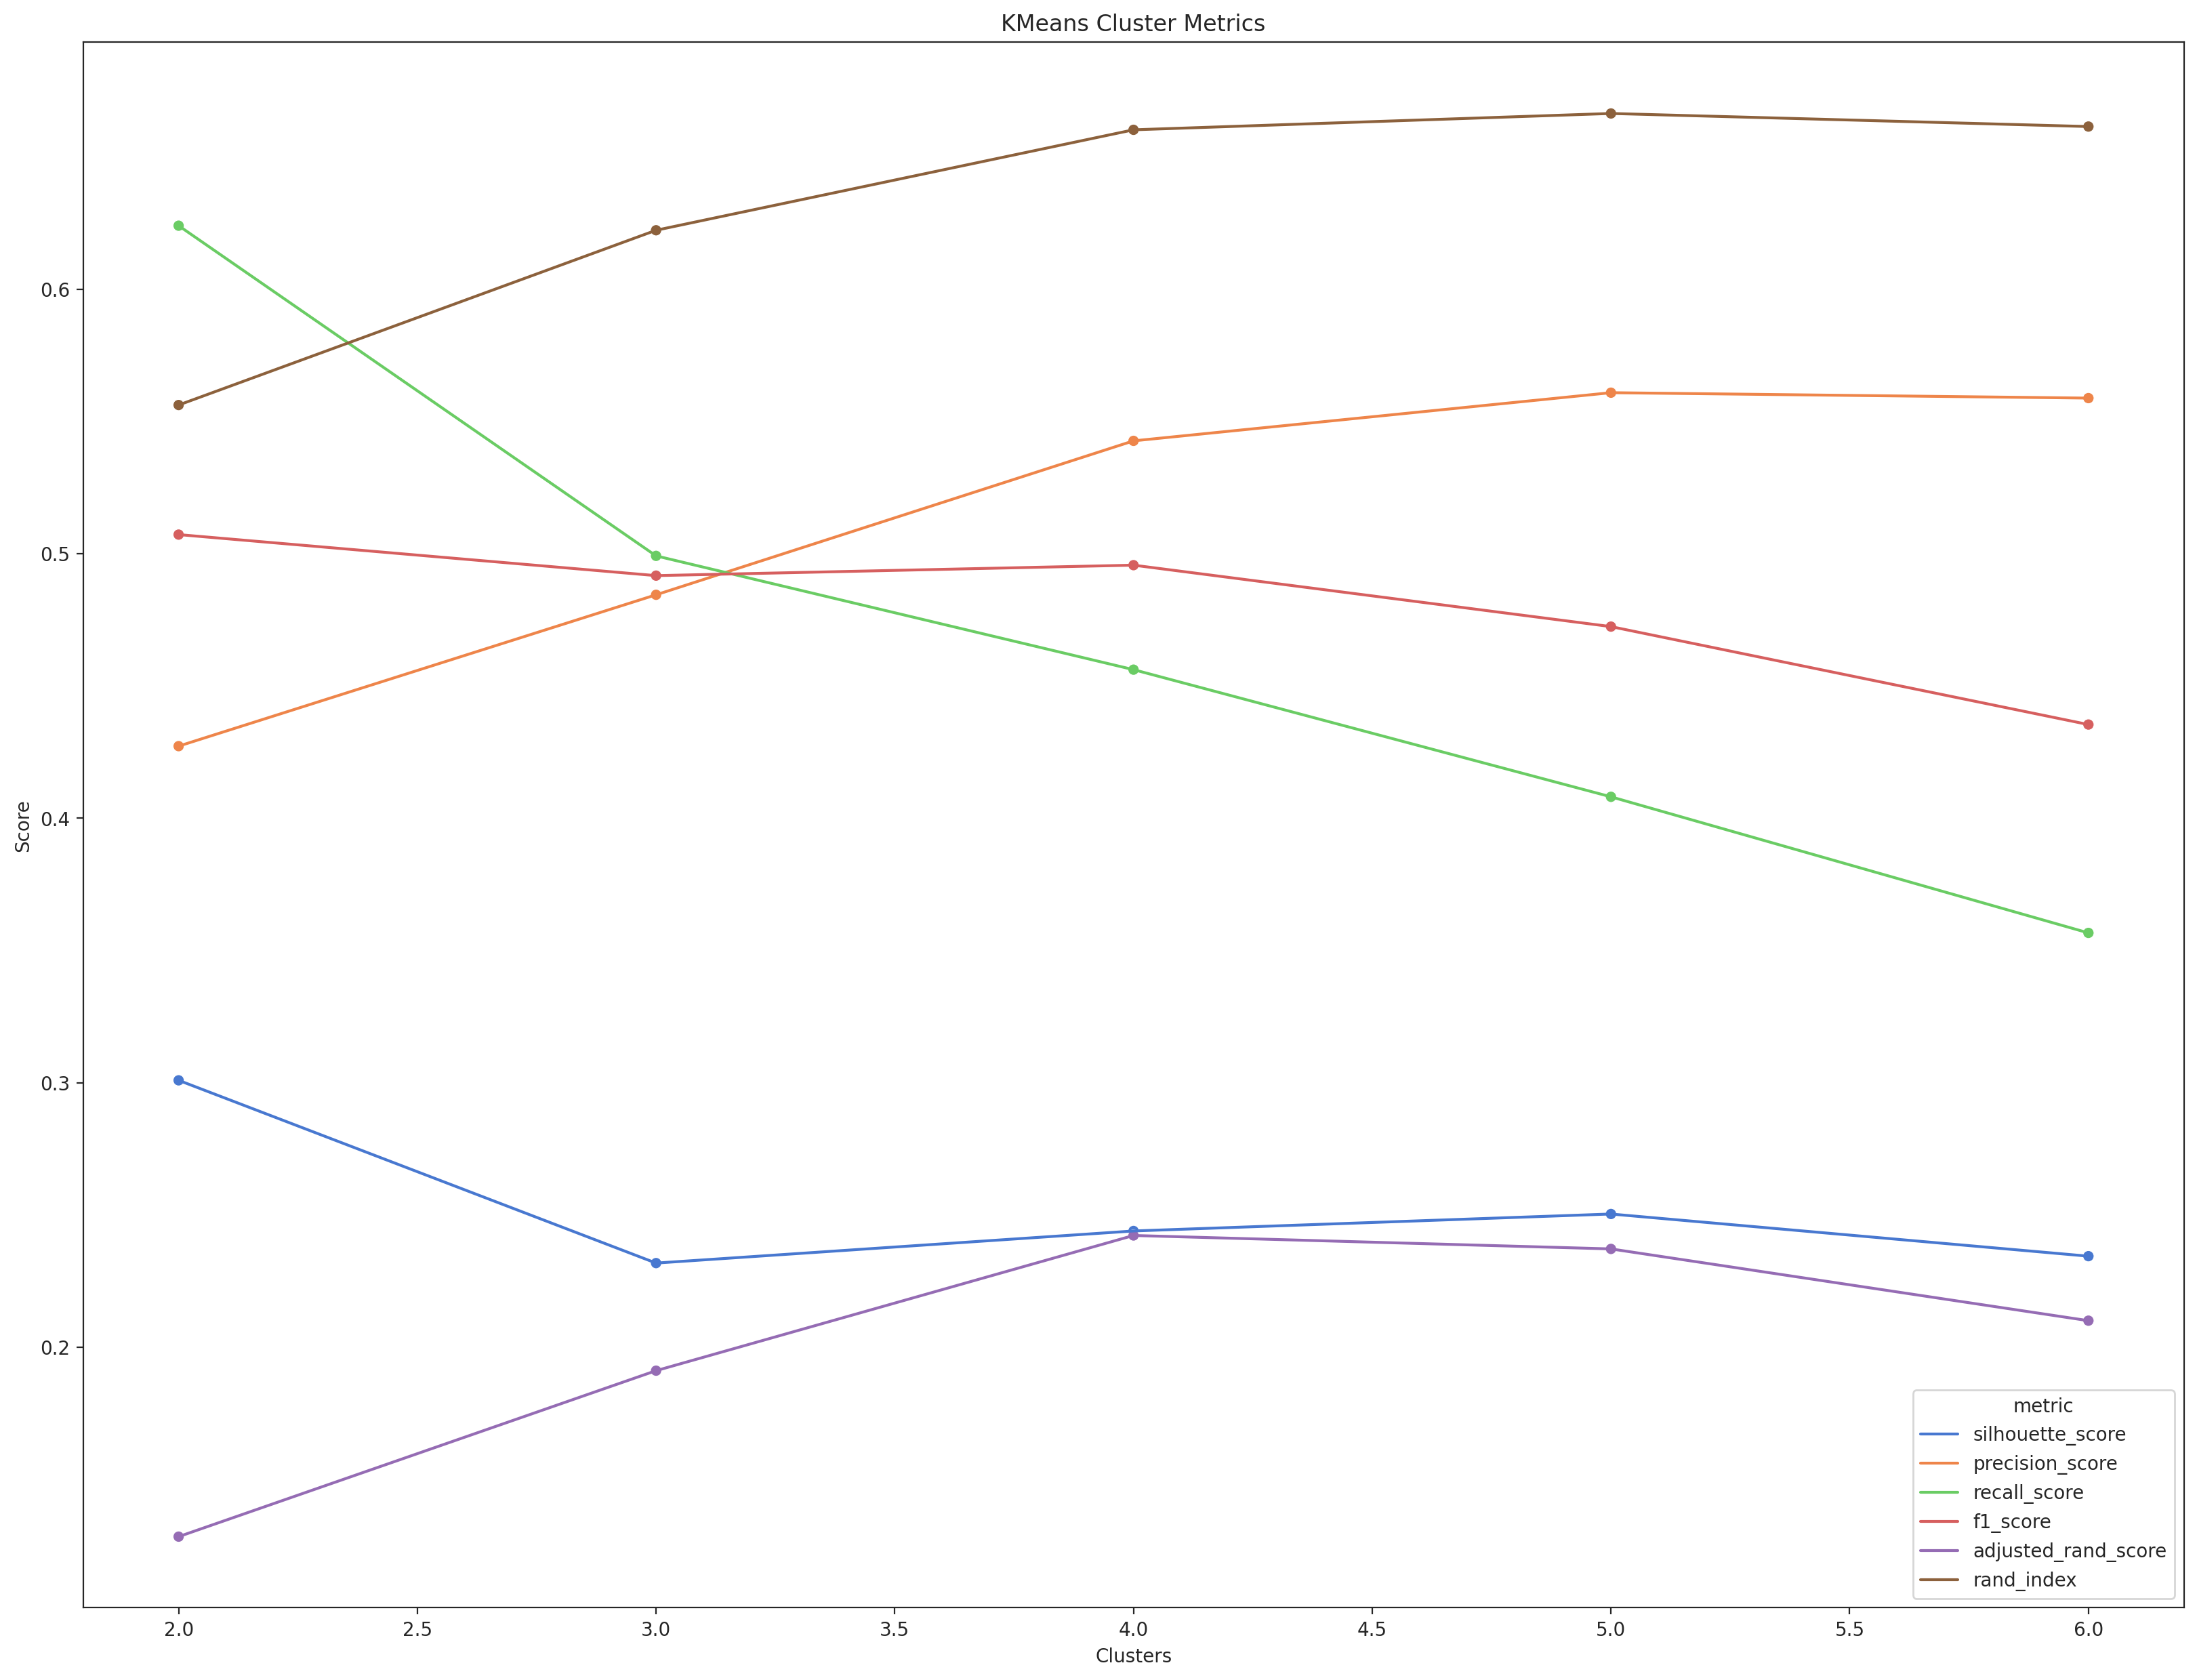 KMeans Cluster Metrics
Score
0.6
0.5
0.4
0.3
0.2
2.0 2.5 3.0 3.5 4.0 4.5 5.0 5.5 6.0
Clusters
metric
silhouette_score
precision_score
recall_score
f1_score
adjusted_rand_score
rand_index